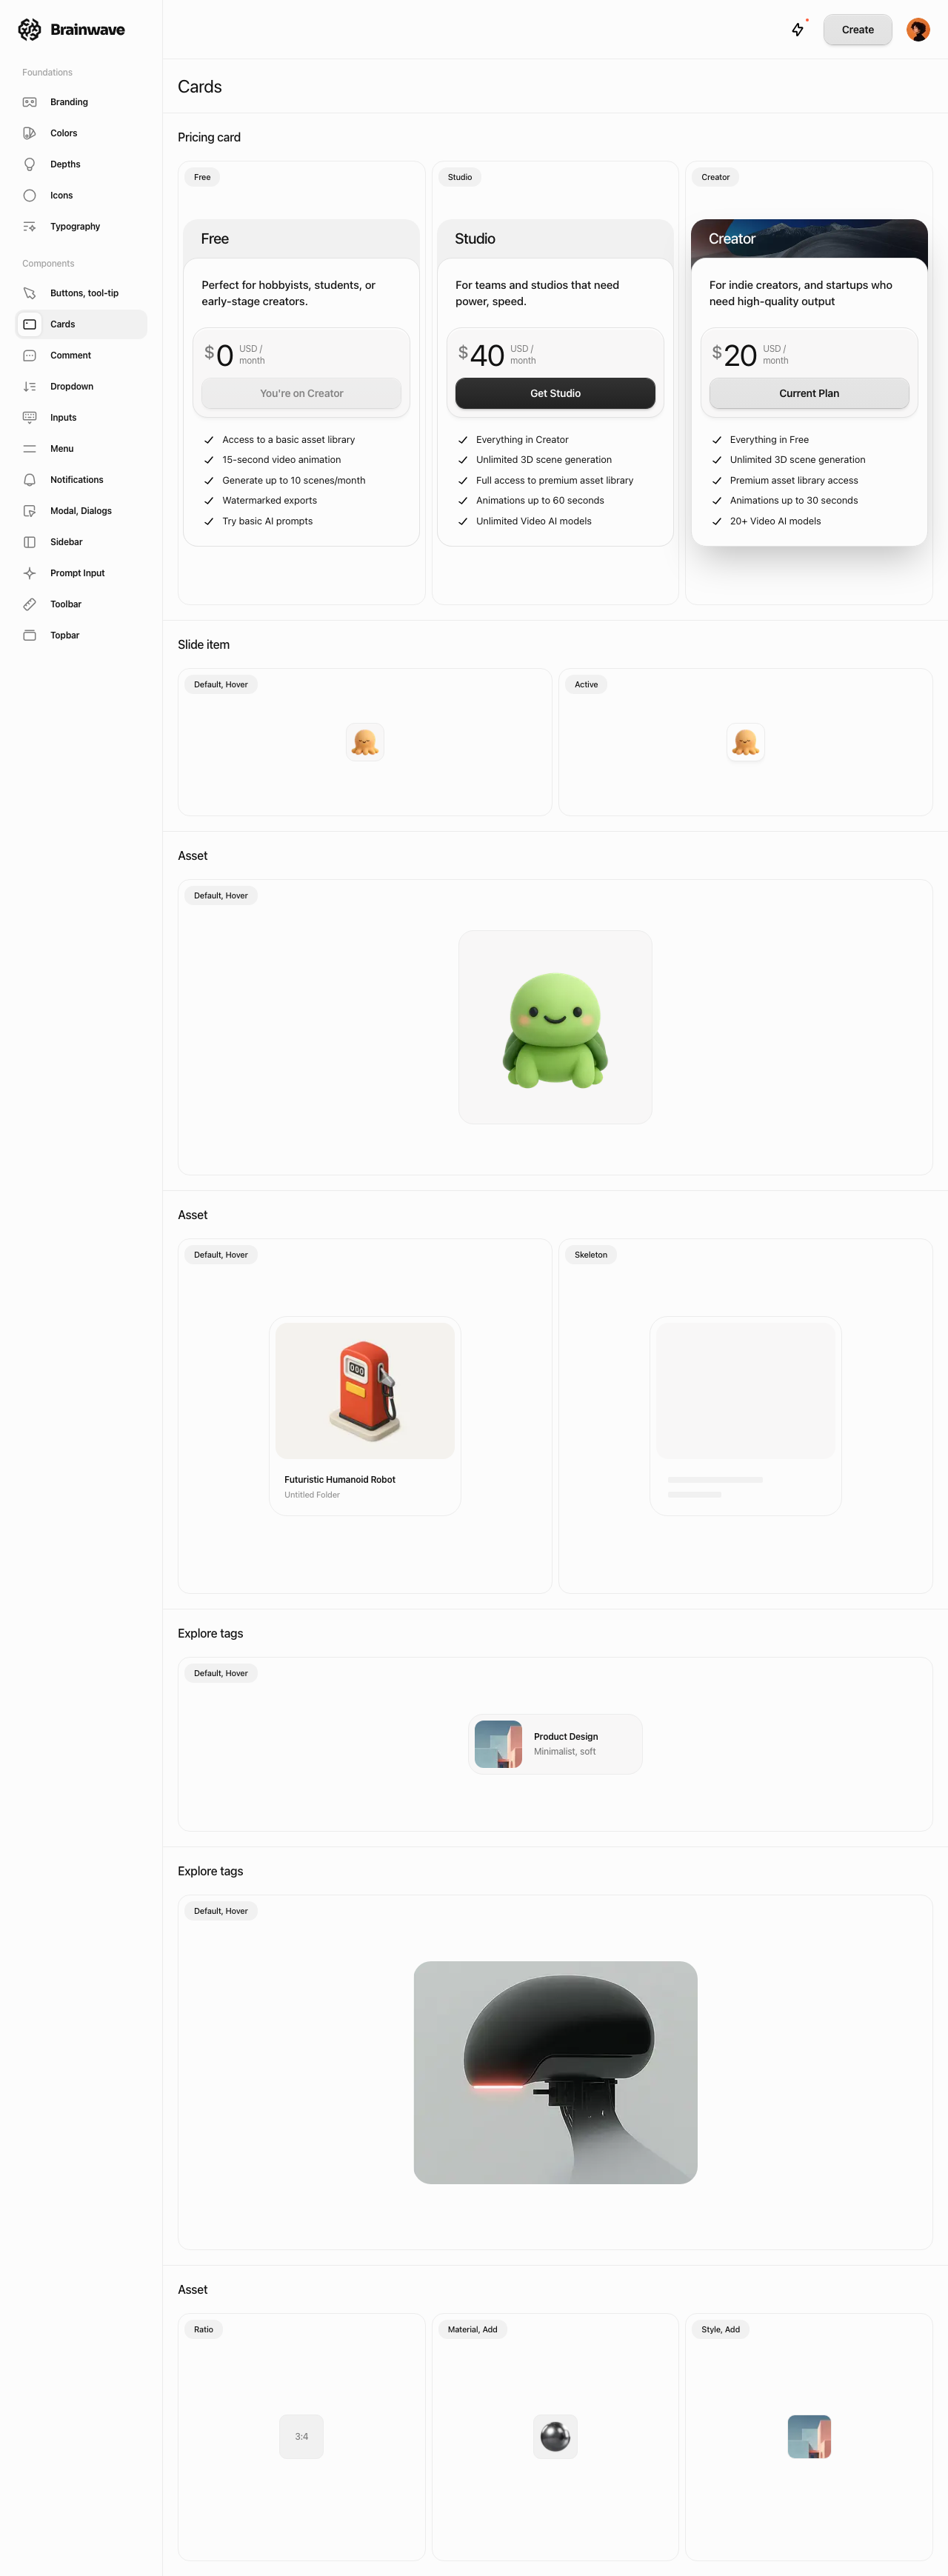 Brainwave
Create
Foundations
Branding
Colors
Depths
Icons
Typography
Components
Buttons, tool-tip
Cards
Comment
Dropdown
Inputs
Menu
Notifications
Modal, Dialogs
Sidebar
Prompt Input
Toolbar
Topbar
Cards
Pricing card
Free
Free
Perfect for hobbyists, students, or
early-stage creators.
$0 USD /
month
You're on Creator
Access to a basic asset library
15-second video animation
Generate up to 10 scenes/month
Watermarked exports
Try basic AI prompts
Studio
Studio
For teams and studios that need
power, speed.
$40 USD /
month
Get Studio
Everything in Creator
Unlimited 3D scene generation
Full access to premium asset library
Animations up to 60 seconds
Unlimited Video AI models
Creator
Creator
For indie creators, and startups who
need high-quality output
$20 USD /
month
Current Plan
Everything in Free
Unlimited 3D scene generation
Premium asset library access
Animations up to 30 seconds
20+ Video AI models
Slide item
Default, Hover
Active
Asset
Default, Hover
Asset
Default, Hover
000
Futuristic Humanoid Robot
Untitled Folder
Skeleton
Explore tags
Default, Hover
Product Design
Minimalist, soft
Explore tags
Default, Hover
Asset
Ratio
3:4
Material, Add
Style, Add